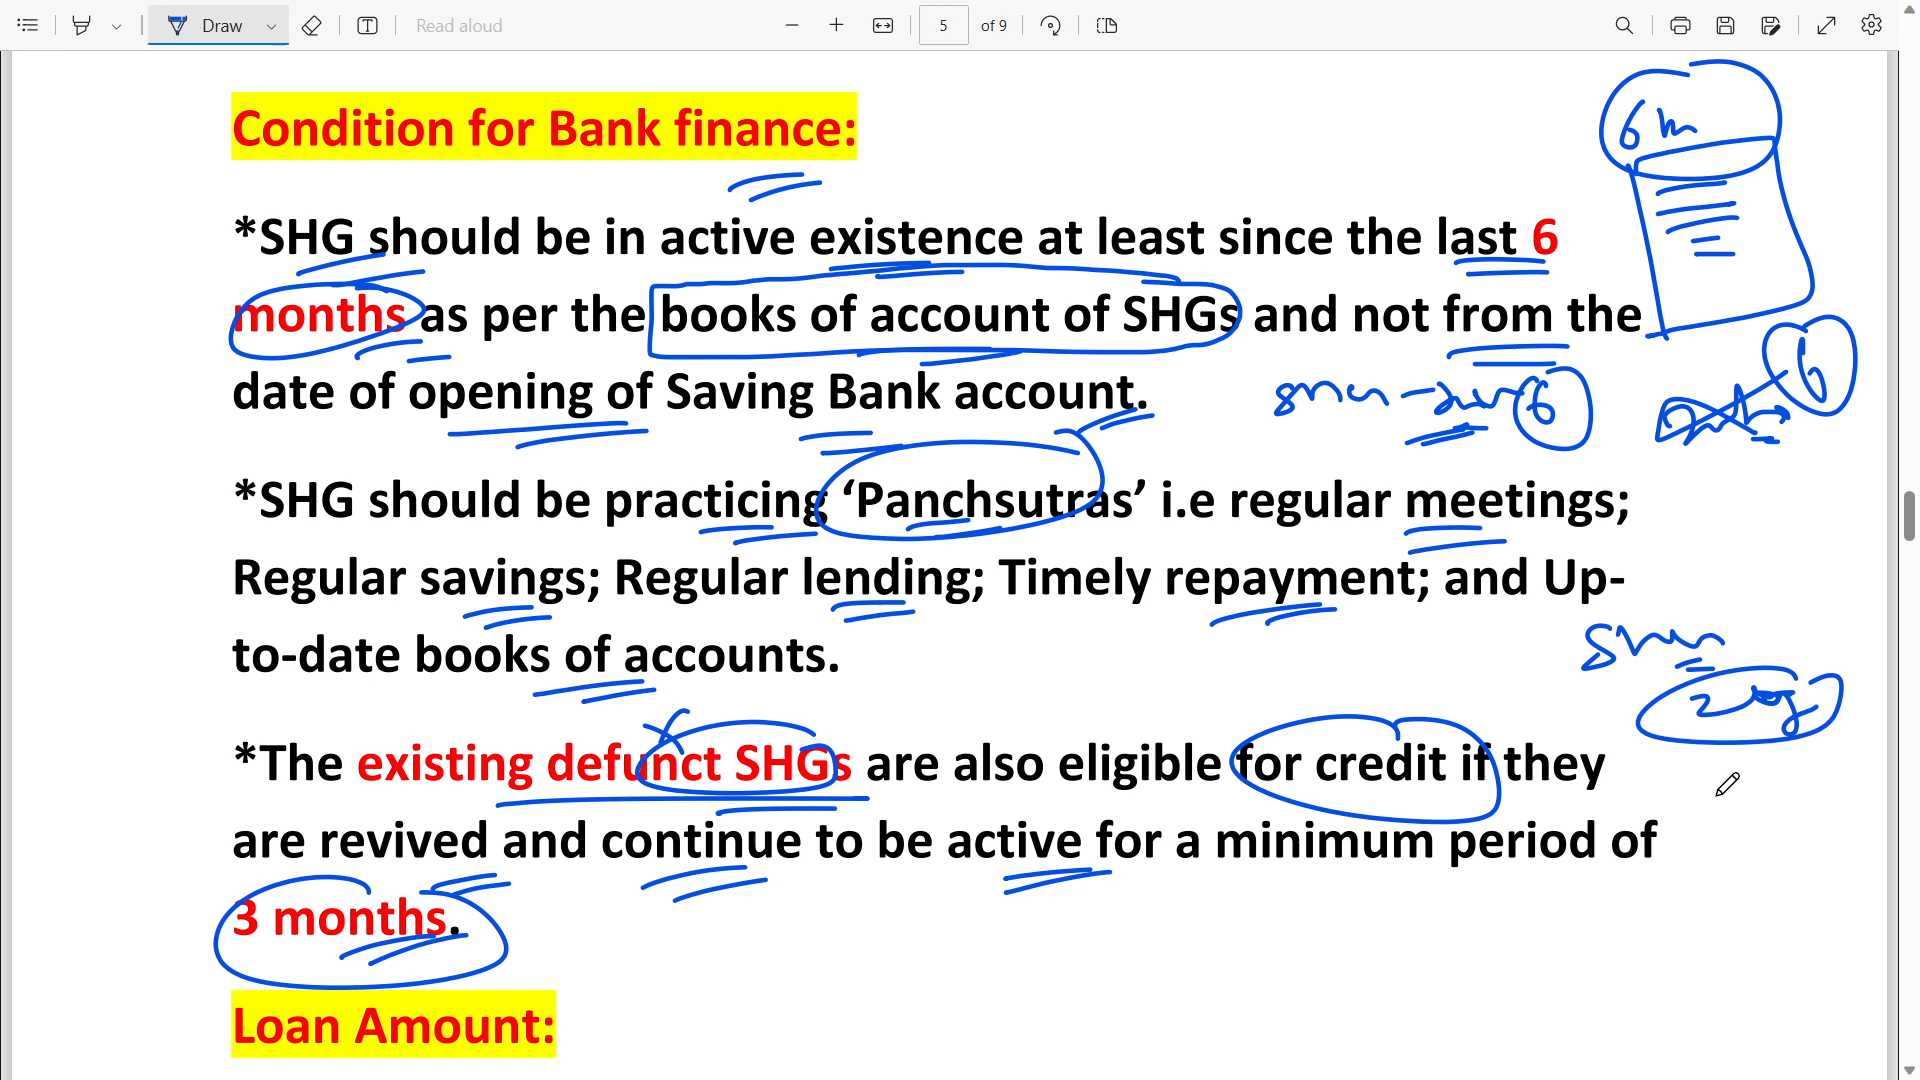 Draw
Read aloud
5 of 9
Condition for Bank finance:
6 m
*SHG should be in active existence at least since the last 6
months as per the books of account of SHGs and not from the
date of opening of Saving Bank account.
6
6
*SHG should be practicing ‘Panchsutras’ i.e regular meetings;
Regular savings; Regular lending; Timely repayment; and Up-
to-date books of accounts.
*The existing defunct SHGs are also eligible for credit if they
are revived and continue to be active for a minimum period of
3 months.
Loan Amount: